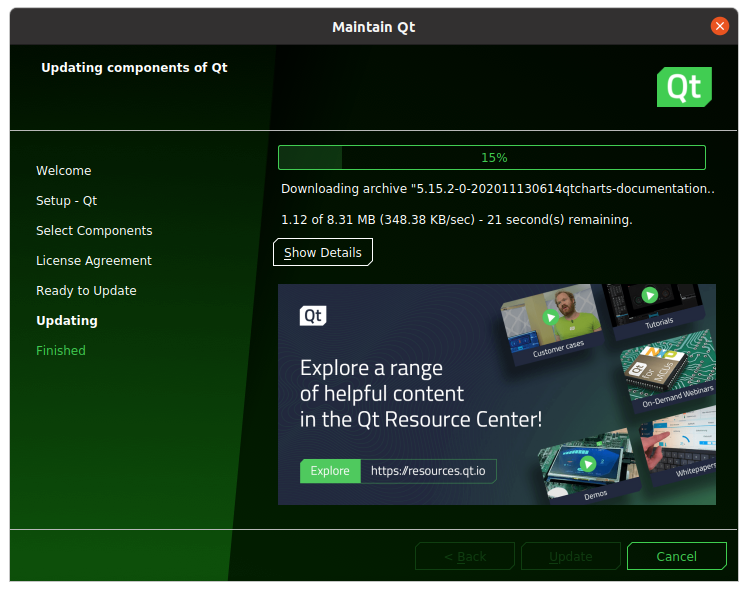 Maintain Qt
Updating components of Qt
Qt
Welcome
Setup - Qt
Select Components
License Agreement
Ready to Update
Updating
Finished
15%
Downloading archive "5.15.2-0-202011130614qtcharts-documentation..
1.12 of 8.31 MB (348.38 KB/sec) - 21 second(s) remaining.
Show Details
Qt
Explore a range
of helpful content
in the Qt Resource Center!
Explore https://resources.qt.io
Customer cases
Tutorials
Qt
for
MCUs
On-Demand Webinars
Demos
Whitepapers
< Back
Update
Cancel